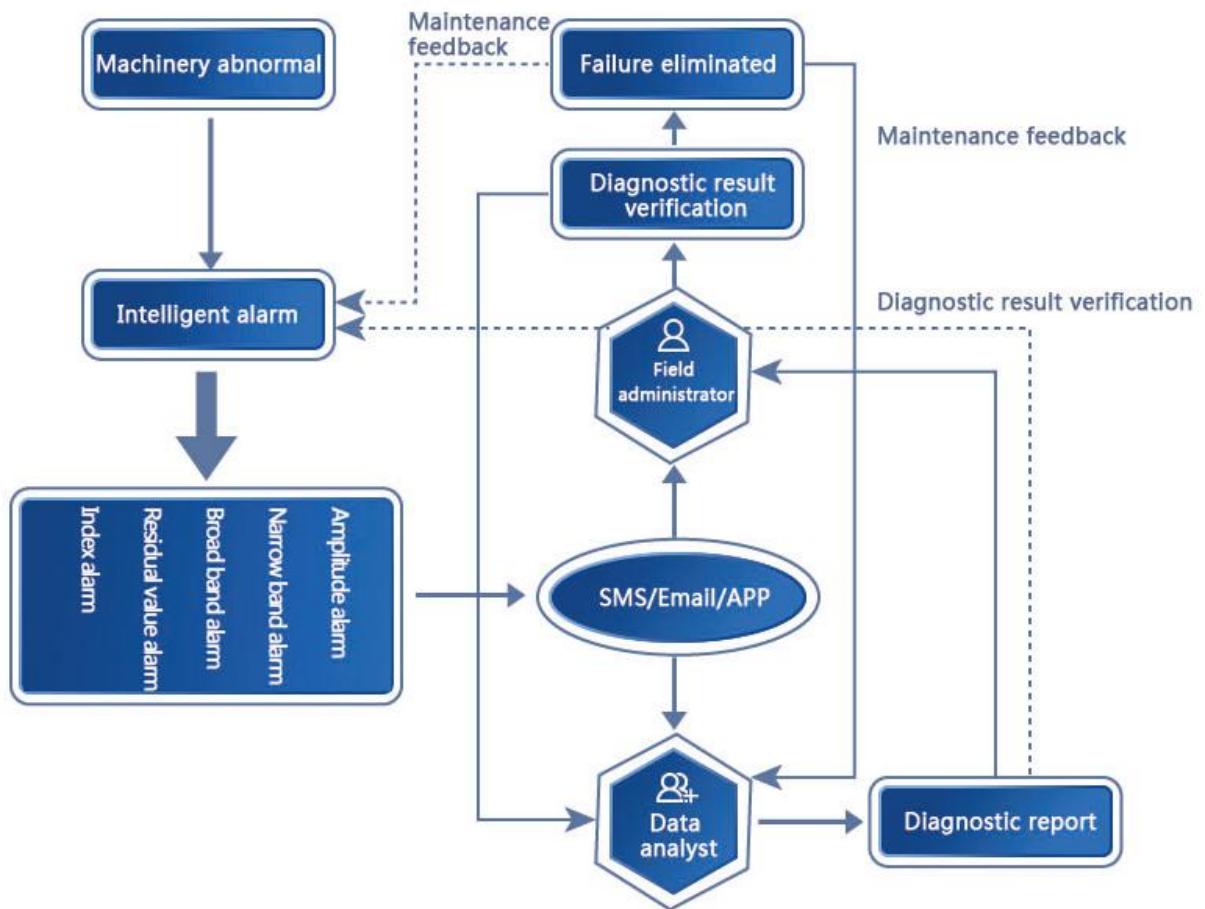 Machinery abnormal
Maintenance
feedback
Failure eliminated
Maintenance feedback
Diagnostic result
verification
Intelligent alarm
Diagnostic result verification
Field
administrator
Amplitude alarm
Narrow band alarm
Broad band alarm
Residual value alarm
Index alarm
SMS/Email/APP
Data
analyst
Diagnostic report